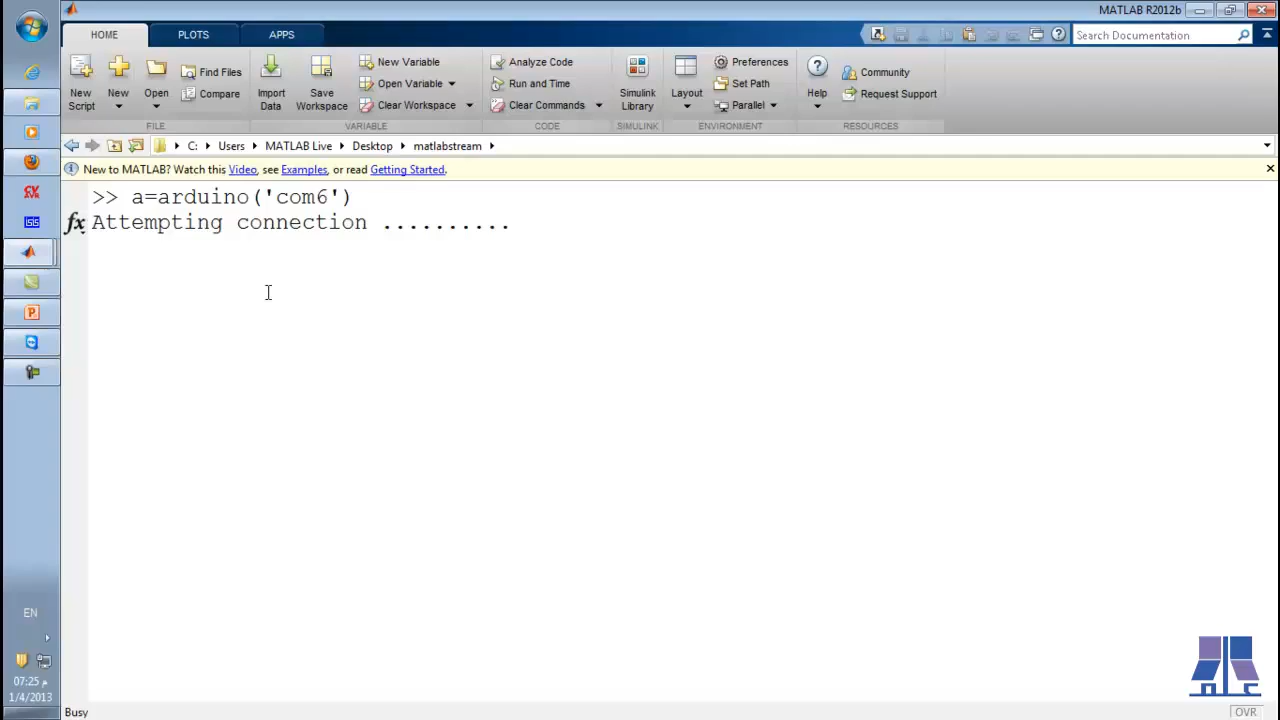 MATLAB R2012b
HOME PLOTS APPS
Search Documentation
New Script
New
Open
Find Files
Compare
FILE
Import Data
Save Workspace
New Variable
Open Variable
Clear Workspace
VARIABLE
Analyze Code
Run and Time
Clear Commands
CODE
Simulink Library
SIMULINK
Layout
Preferences
Set Path
Parallel
ENVIRONMENT
Help
Community
Request Support
RESOURCES
C: Users MATLAB Live Desktop matlabstream
New to MATLAB? Watch this Video, see Examples, or read Getting Started.
>> a=arduino('com6')
fx Attempting connection ..........
EN
07:25 م
1/4/2013
Busy
OVR